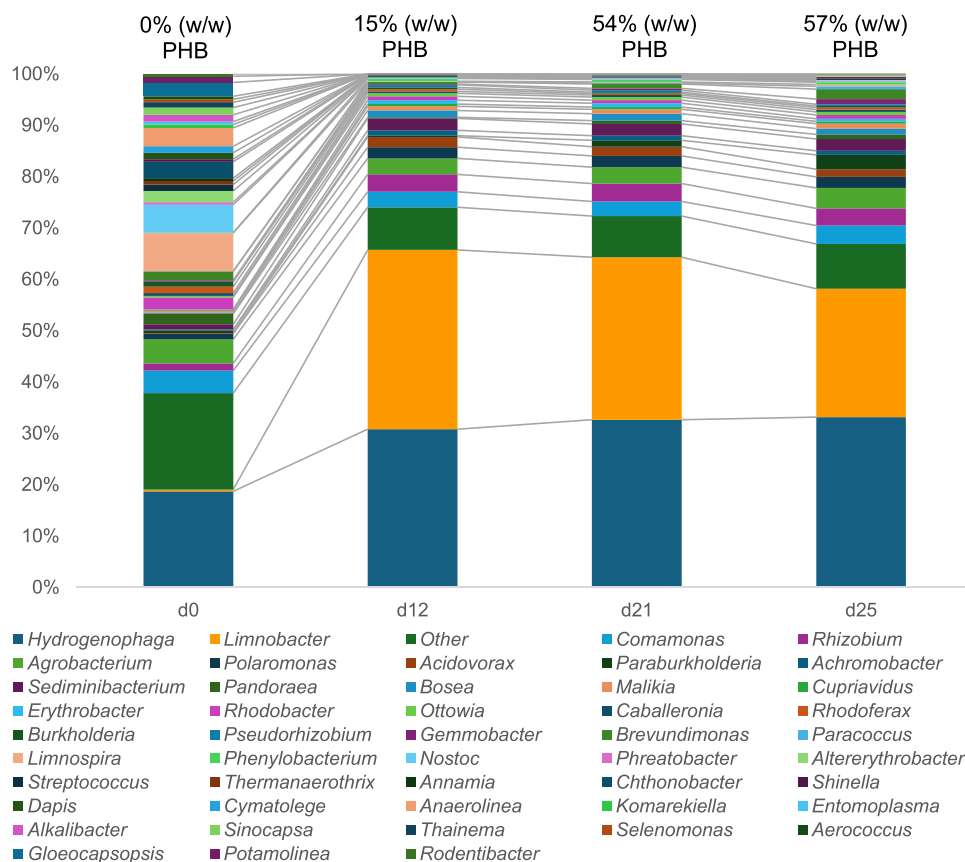 0% (w/w) 15% (w/w) 54% (w/w) 57% (w/w)
PHB PHB PHB PHB
100%
90%
80%
70%
60%
50%
40%
30%
20%
10%
0%
d0 d12 d21 d25
Hydrogenophaga Limnobacter Other Comamonas Rhizobium
Agrobacterium Polaromonas Acidovorax Paraburkholderia Achromobacter
Sediminibacterium Pandoraea Bosea Malikia Cupriavidus
Erythrobacter Rhodobacter Ottowia Caballeronia Rhodoferax
Burkholderia Pseudorhizobium Gemmobacter Brevundimonas Paracoccus
Limnospira Phenylobacterium Nostoc Phreatobacter Altererythrobacter
Streptococcus Thermanaerothrix Annamia Chthonobacter Shinella
Dapis Cymatolege Anaerolinea Komarekiella Entomoplasma
Alkalibacter Sinocapsa Thainema Selenomonas Aerococcus
Gloeocapsopsis Potamolinea Rodentibacter